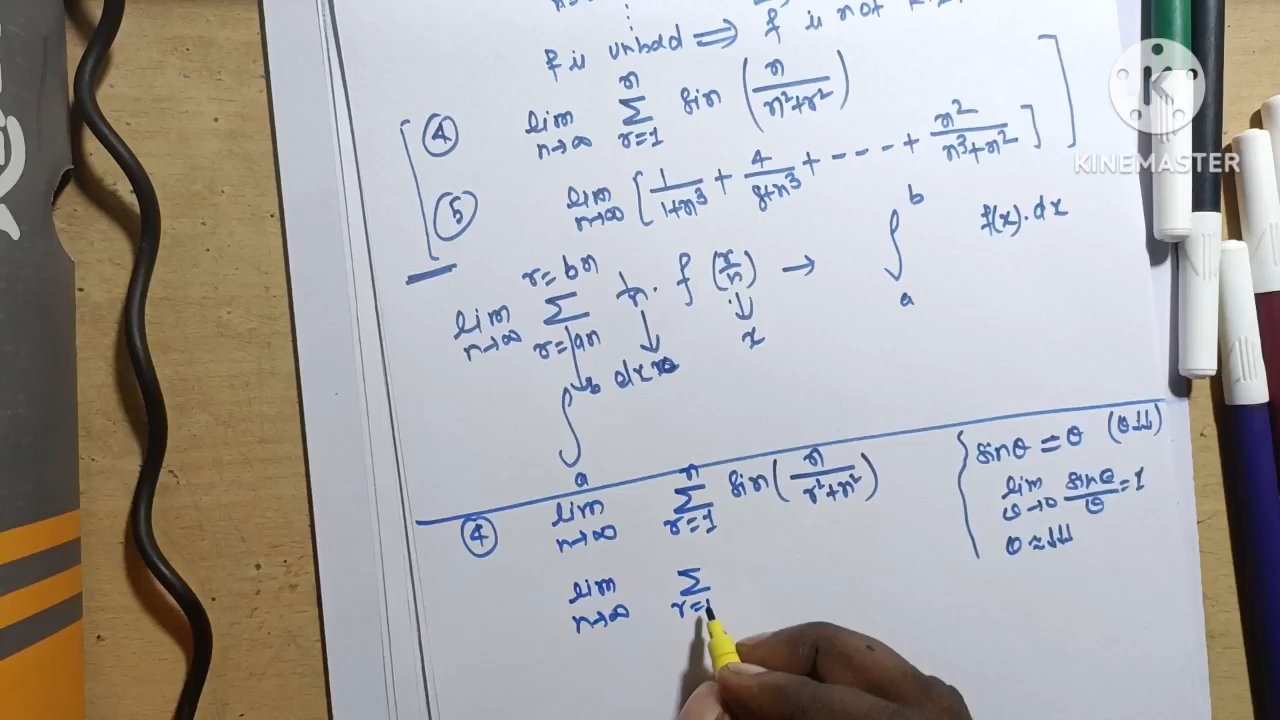 f is unbdd ⟹ f is not
④ lim n→∞ Σ r=1 n sin (n/(n²+r²))
⑤ lim n→∞ [1/(1+n³) + 4/(8+n³) + ---- + n²/(n³+n²)]
KINEMASTER
lim n→∞ Σ r=an r=bn 1/n · f (r/n) → ∫ a b f(x)·dx
dx
x
∫ a b
④ lim n→∞ Σ r=1 n sin (n/(r²+n²))
{ sinθ = θ (θ↓↓)
lim θ→0 sinθ/θ = 1
θ ≈ ↓↓
lim n→∞ Σ r=1